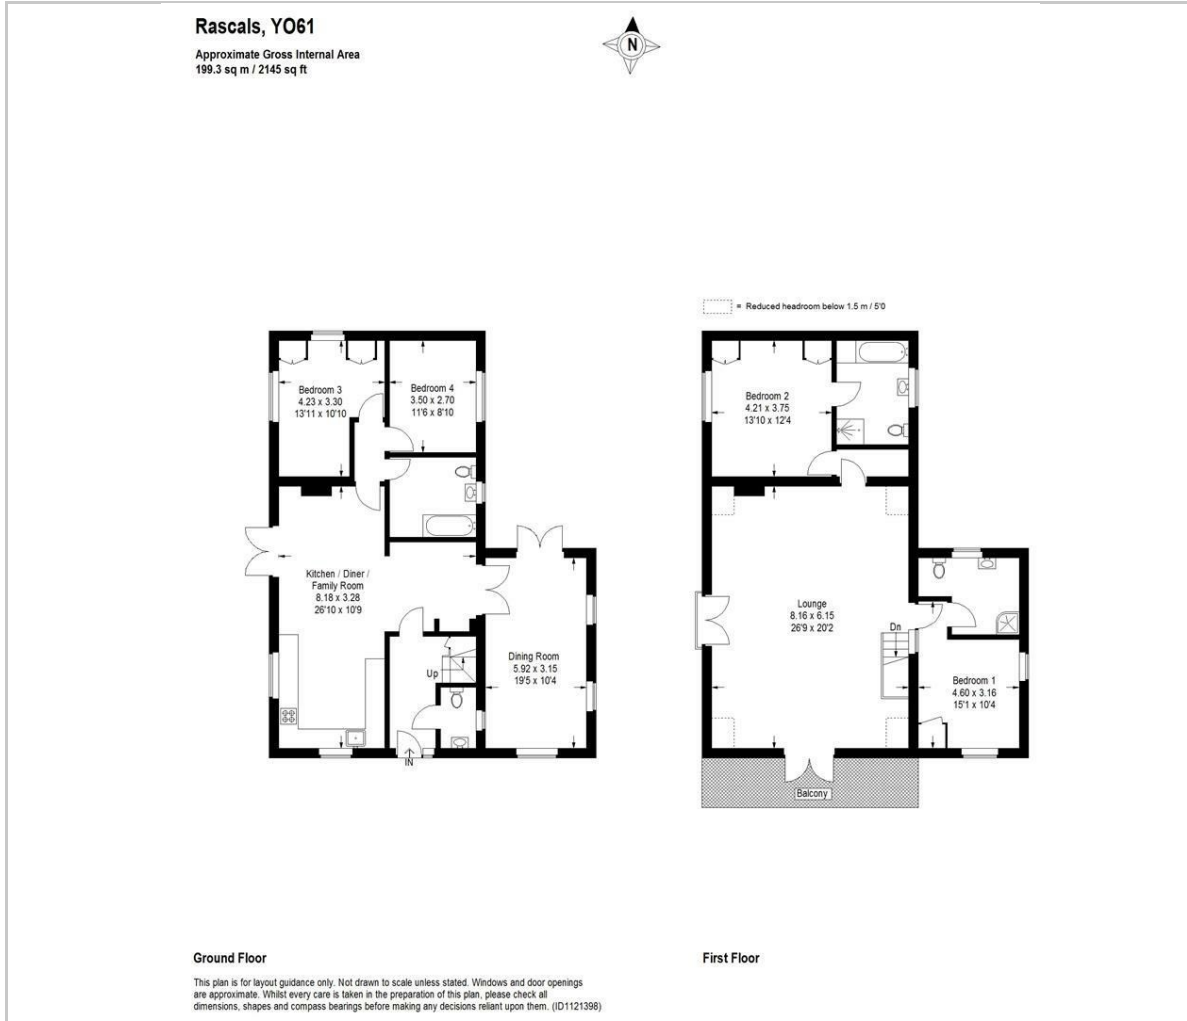 Rascals, YO61
Approximate Gross Internal Area
199.3 sq m / 2145 sq ft
N
= Reduced headroom below 1.5 m / 5'0
Bedroom 3
4.23 x 3.30
13'11 x 10'10
Bedroom 4
3.50 x 2.70
11'6 x 8'10
Kitchen / Diner /
Family Room
8.18 x 3.28
26'10 x 10'9
Up
Dining Room
5.92 x 3.15
19'5 x 10'4
IN
Bedroom 2
4.21 x 3.75
13'10 x 12'4
Lounge
8.16 x 6.15
26'9 x 20'2
Dn
Bedroom 1
4.60 x 3.16
15'1 x 10'4
Balcony
Ground Floor
First Floor
This plan is for layout guidance only. Not drawn to scale unless stated. Windows and door openings
are approximate. Whilst every care is taken in the preparation of this plan, please check all
dimensions, shapes and compass bearings before making any decisions reliant upon them. (ID1121398)